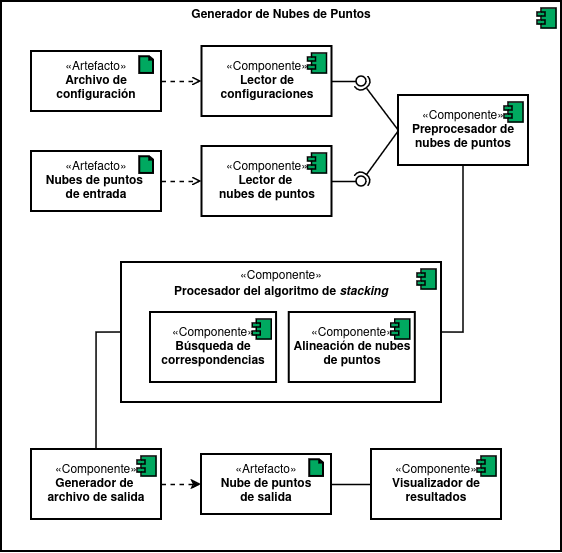 Generador de Nubes de Puntos
«Artefacto»
Archivo de
configuración
«Componente»
Lector de
configuraciones
«Componente»
Preprocesador de
nubes de puntos
«Artefacto»
Nubes de puntos
de entrada
«Componente»
Lector de
nubes de puntos
«Componente»
Procesador del algoritmo de stacking
«Componente»
Búsqueda de
correspondencias
«Componente»
Alineación de nubes
de puntos
«Componente»
Generador de
archivo de salida
«Artefacto»
Nube de puntos
de salida
«Componente»
Visualizador de
resultados